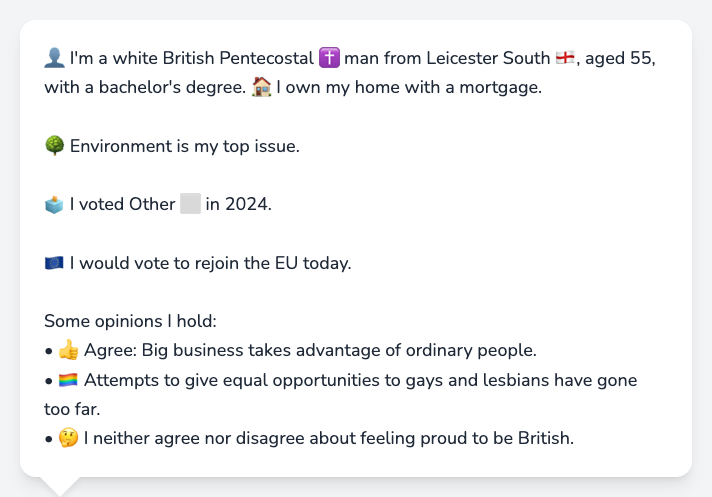 👤 I'm a white British Pentecostal ✝️ man from Leicester South 🏴󠁧󠁢󠁥󠁮󠁧󠁿, aged 55,
with a bachelor's degree. 🏠 I own my home with a mortgage.
🌳 Environment is my top issue.
🗳️ I voted Other ⬜ in 2024.
🇪🇺 I would vote to rejoin the EU today.
Some opinions I hold:
• 👍 Agree: Big business takes advantage of ordinary people.
• 🏳️‍🌈 Attempts to give equal opportunities to gays and lesbians have gone
too far.
• 🤔 I neither agree nor disagree about feeling proud to be British.